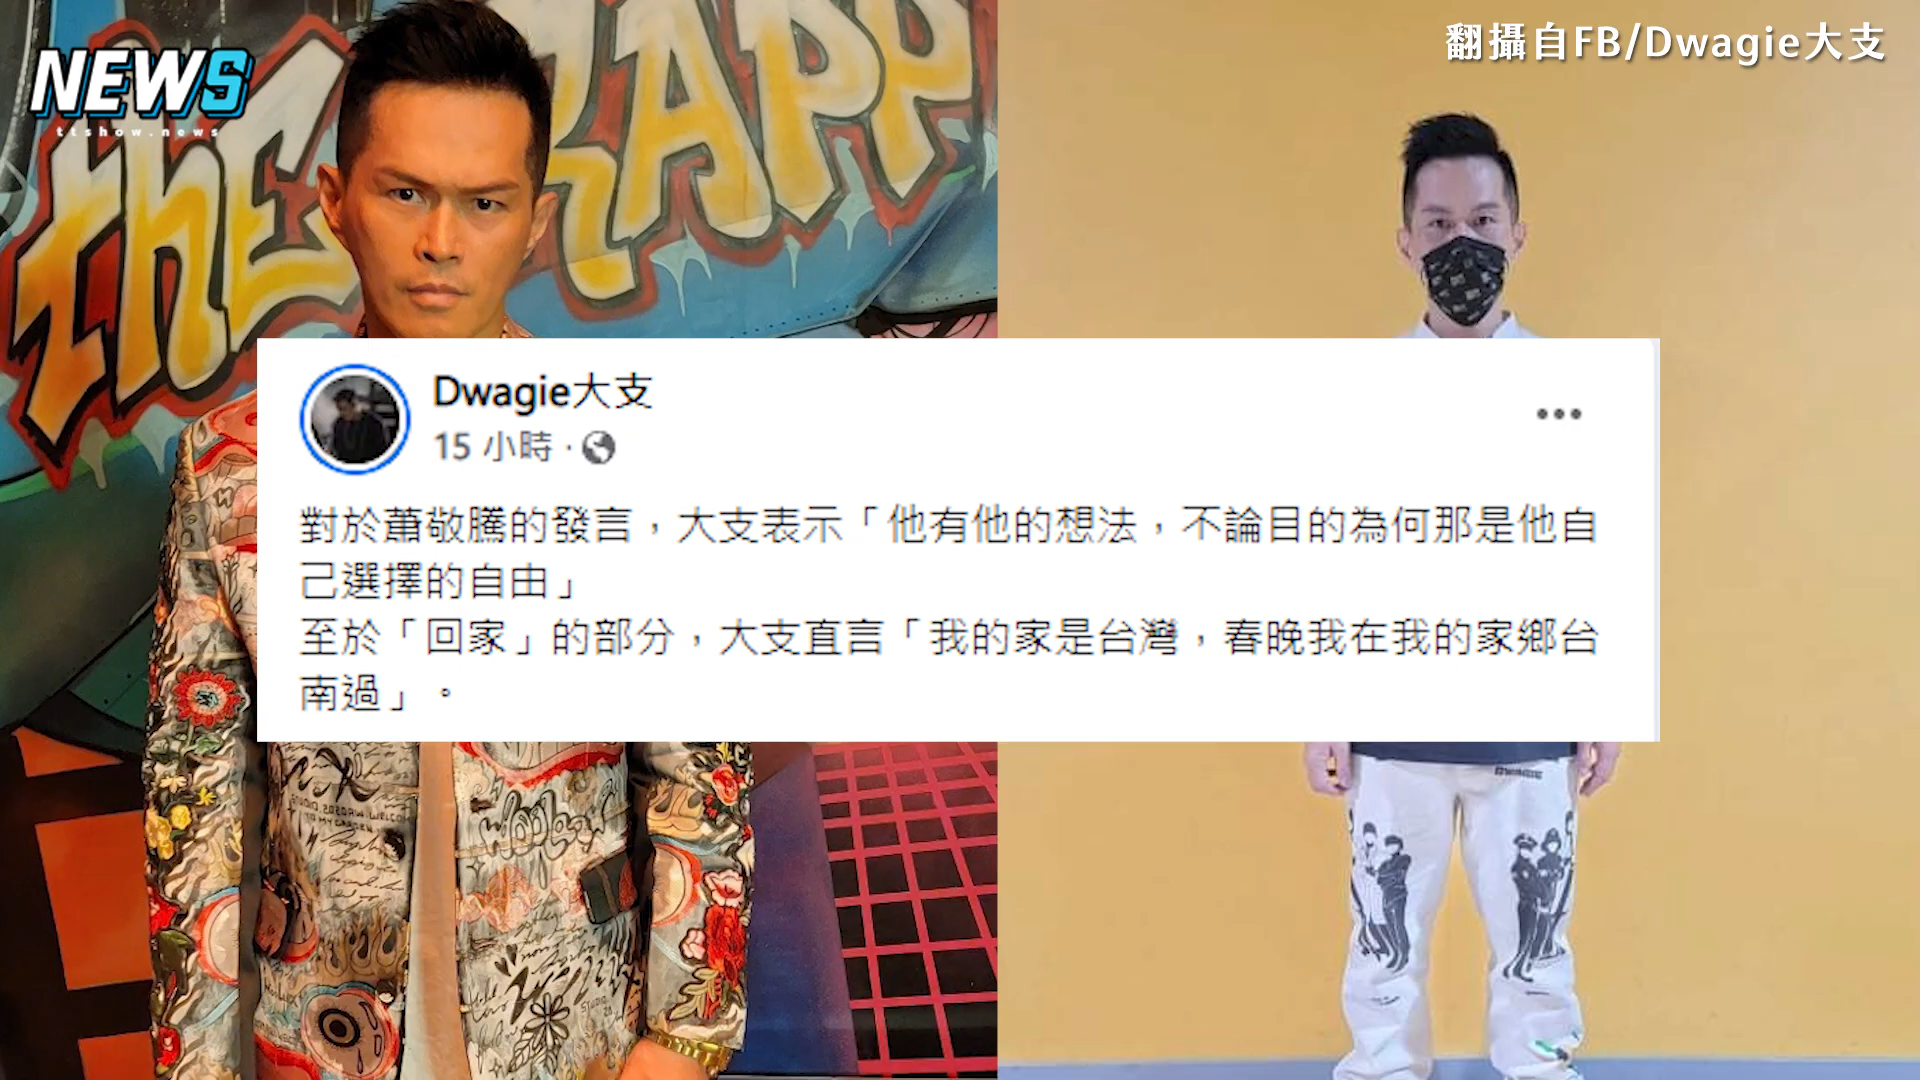 NEWS
ttshow.news
翻攝自FB/Dwagie大支
thE RAPP
Dwagie大支
15 小時 ·
對於蕭敬騰的發言，大支表示「他有他的想法，不論目的為何那是他自
己選擇的自由」
至於「回家」的部分，大支直言「我的家是台灣，春晚我在我的家鄉台
南過」。